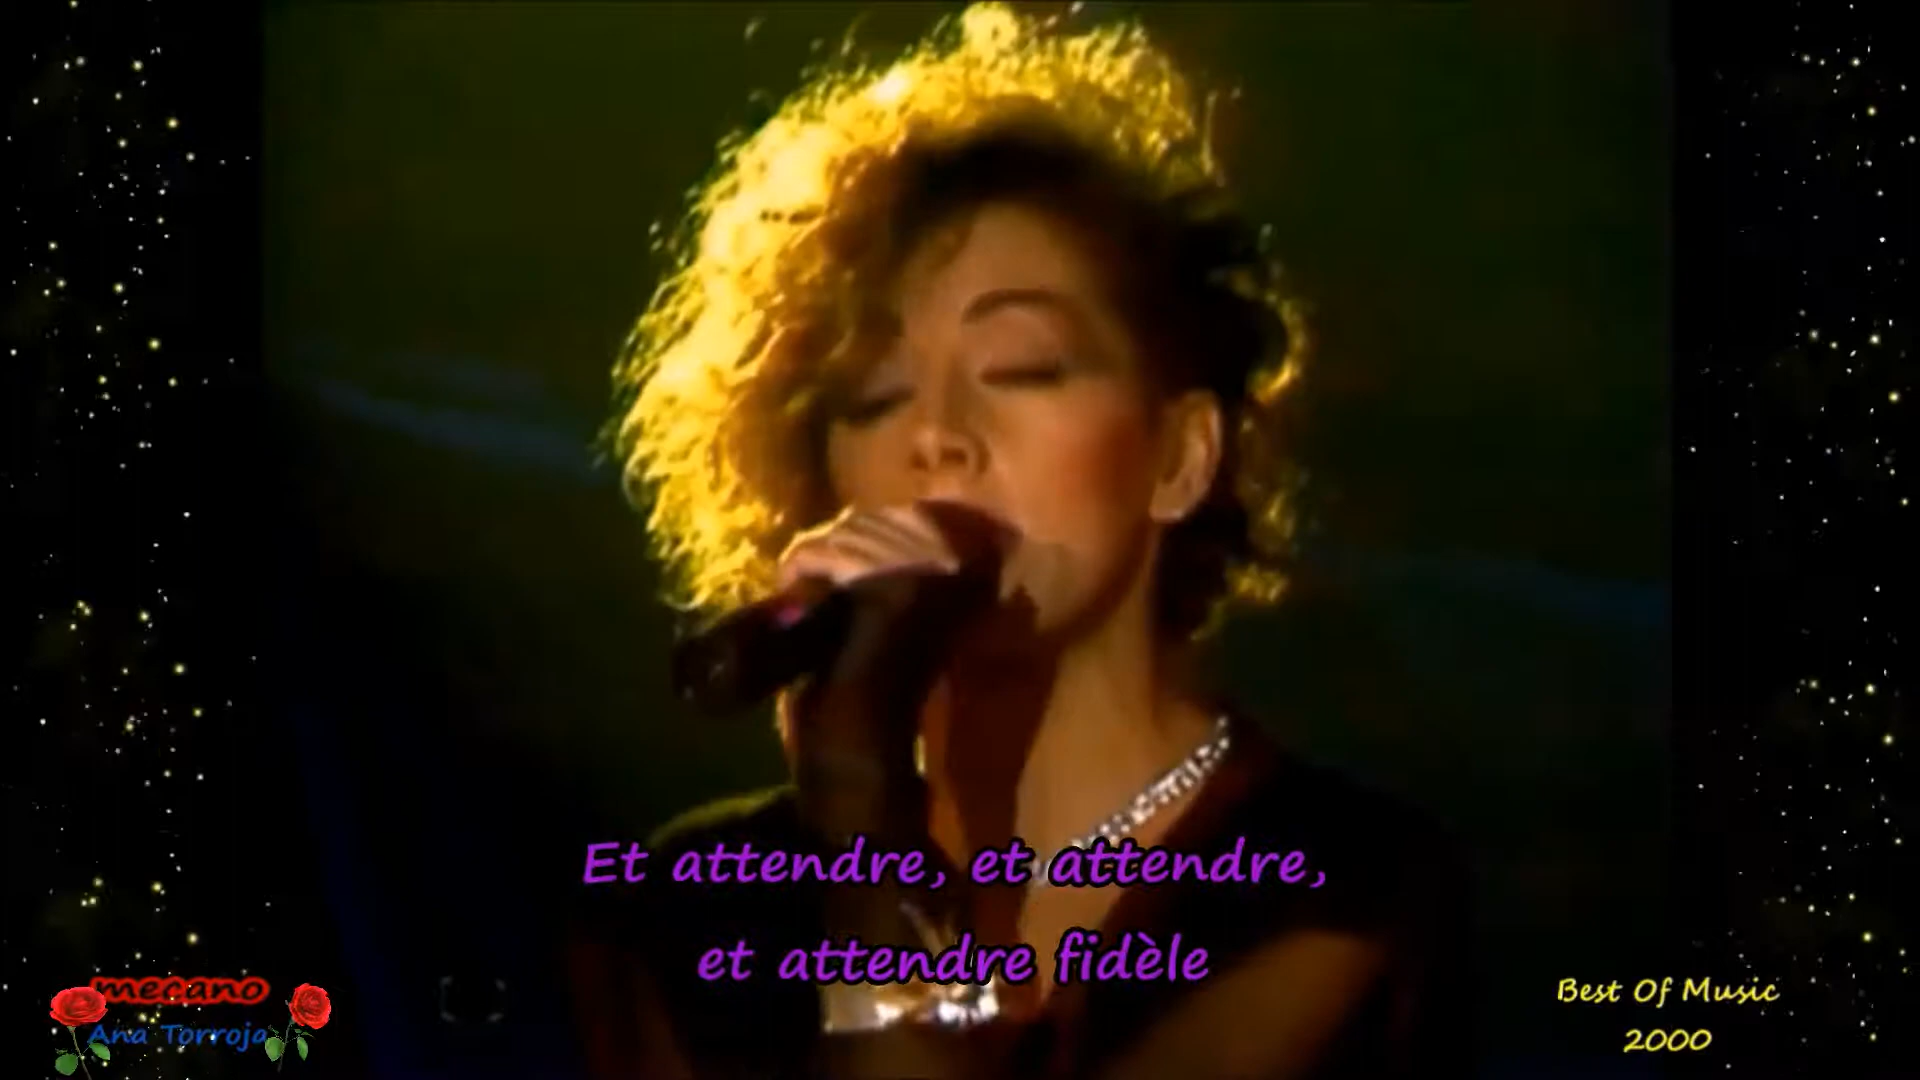 Et attendre, et attendre,
et attendre fidèle
mecano
Ana Torroja
Best Of Music
2000